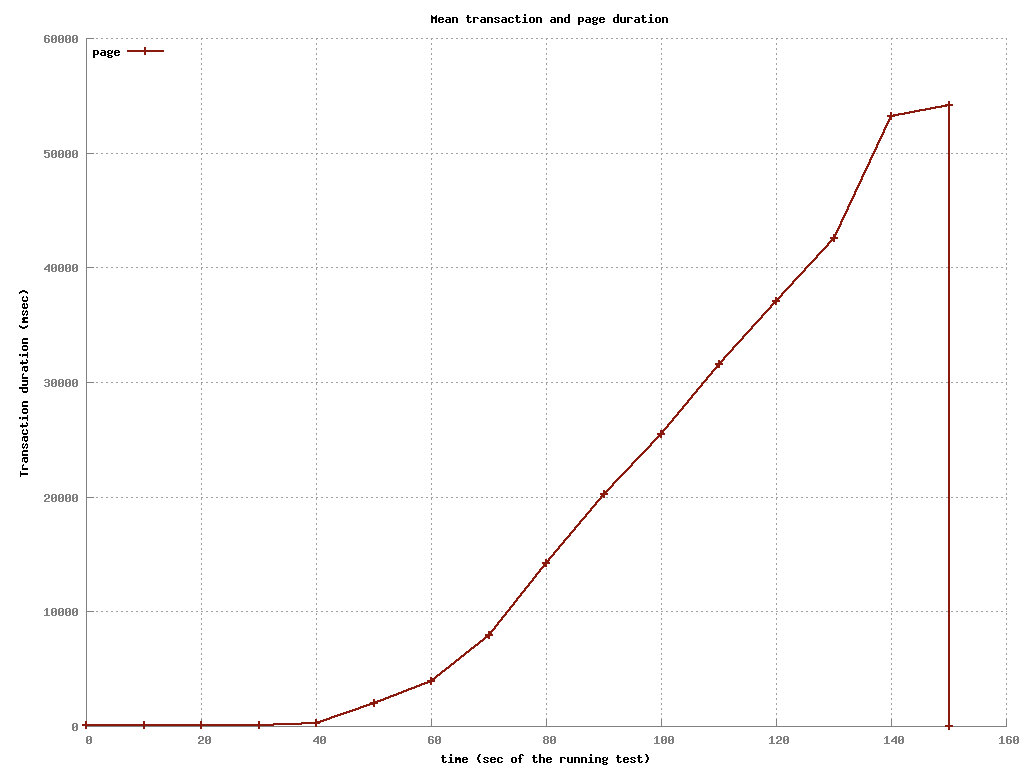 Mean transaction and page duration
page
60000
50000
40000
30000
20000
10000
0
Transaction duration (msec)
0 20 40 60 80 100 120 140 160
time (sec of the running test)